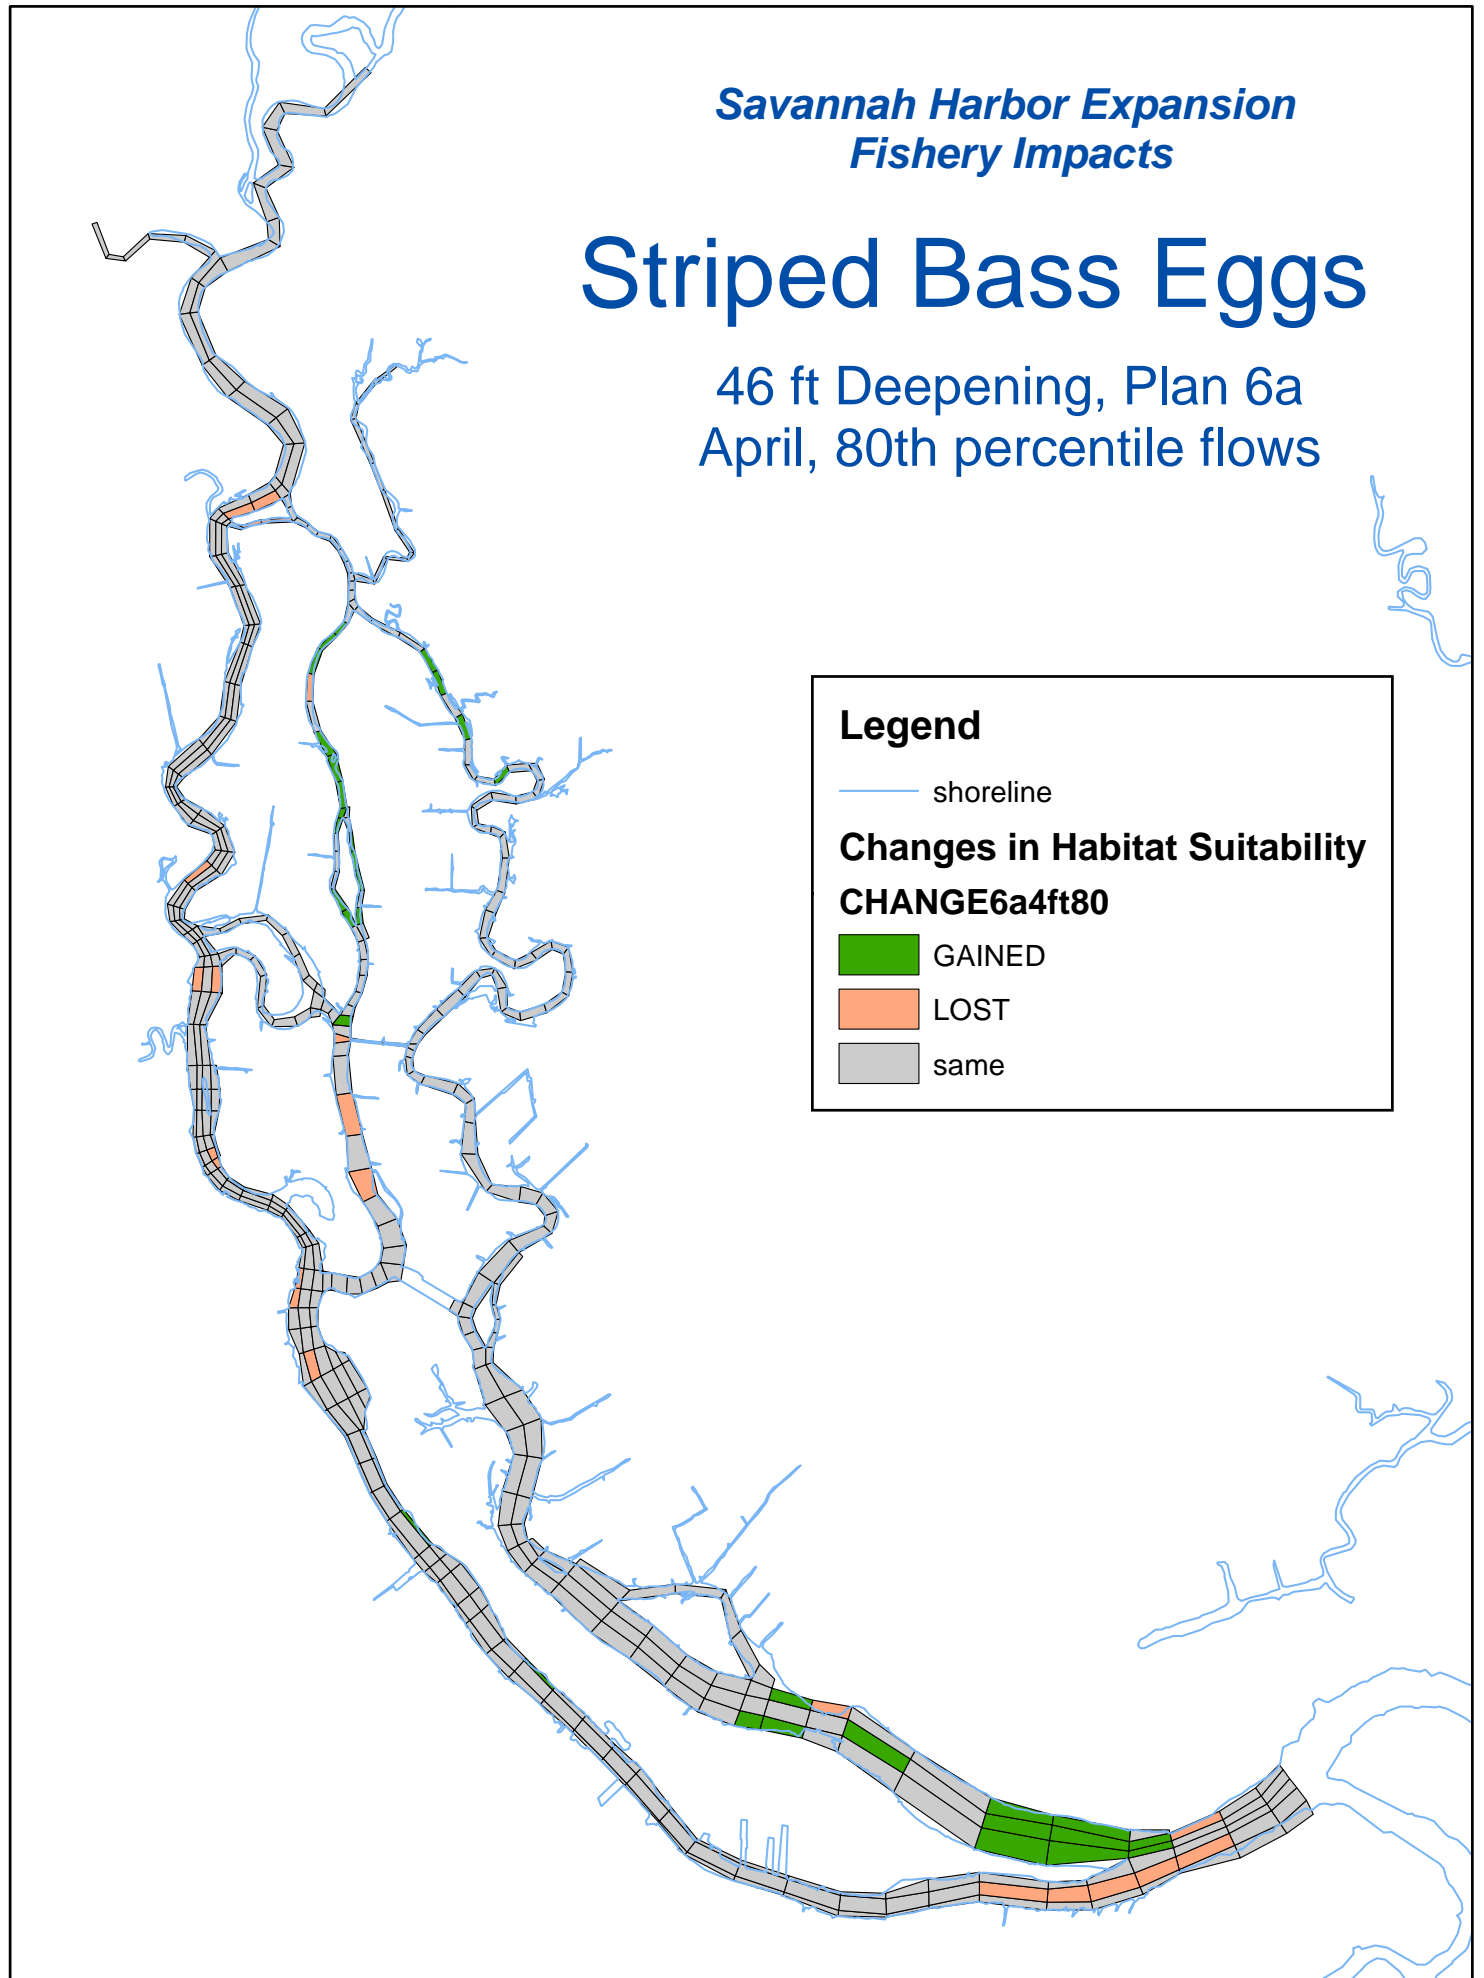 Savannah Harbor Expansion
Fishery Impacts
Striped Bass Eggs
46 ft Deepening, Plan 6a
April, 80th percentile flows
Legend
shoreline
Changes in Habitat Suitability
CHANGE6a4ft80
GAINED
LOST
same